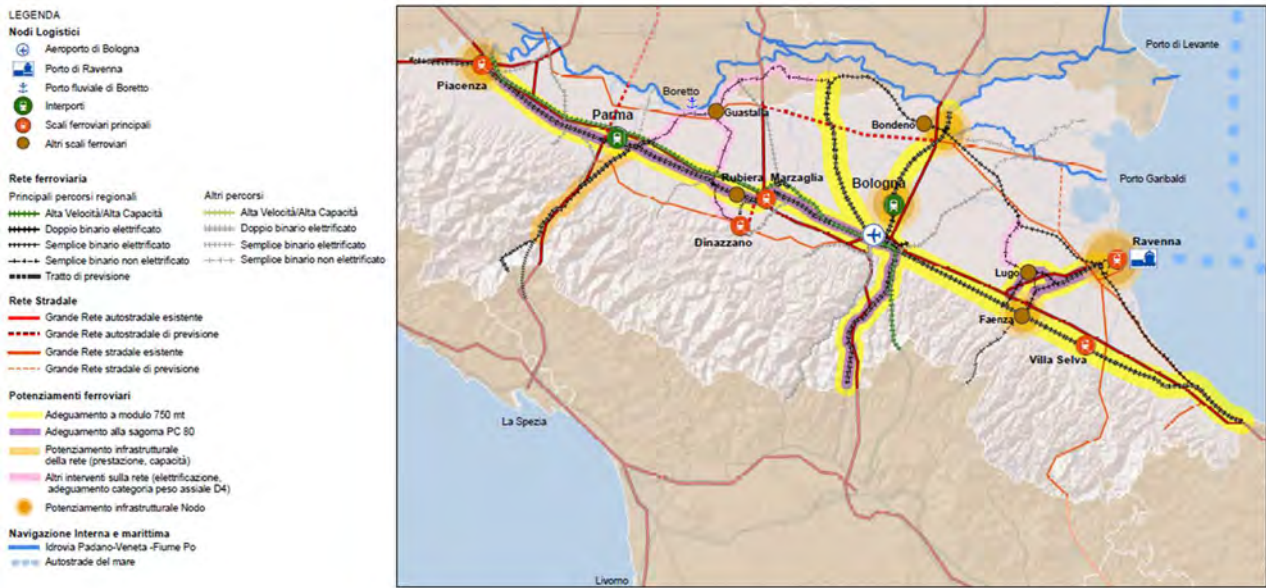 LEGENDA
Nodi Logistici
Aeroporto di Bologna
Porto di Ravenna
Porto fluviale di Boretto
Interporti
Scali ferroviari principali
Altri scali ferroviari
Rete ferroviaria
Principali percorsi regionali
Alta Velocità/Alta Capacità
Doppio binario elettrificato
Semplice binario elettrificato
Semplice binario non elettrificato
Tratto di previsione
Altri percorsi
Alta Velocità/Alta Capacità
Doppio binario elettrificato
Semplice binario elettrificato
Semplice binario non elettrificato
Rete Stradale
Grande Rete autostradale esistente
Grande Rete autostradale di previsione
Grande Rete stradale esistente
Grande Rete stradale di previsione
Potenziamenti ferroviari
Adeguamento a modulo 750 mt
Adeguamento alla sagoma PC 80
Potenziamento infrastrutturale
della rete (prestazione, capacità)
Altri interventi sulla rete (elettrificazione,
adeguamento categoria peso assiale D4)
Potenziamento infrastrutturale Nodo
Navigazione Interna e marittima
Idrovia Padano-Veneta -Fiume Po
Autostrade del mare
Porto di Levante
Piacenza
Boretto
Guastalla
Parma
Bondeno
Porto Garibaldi
Rubiera
Marzaglia
Bologna
Dinazzano
Ravenna
Lugo
Faenza
Villa Selva
La Spezia
Livorno